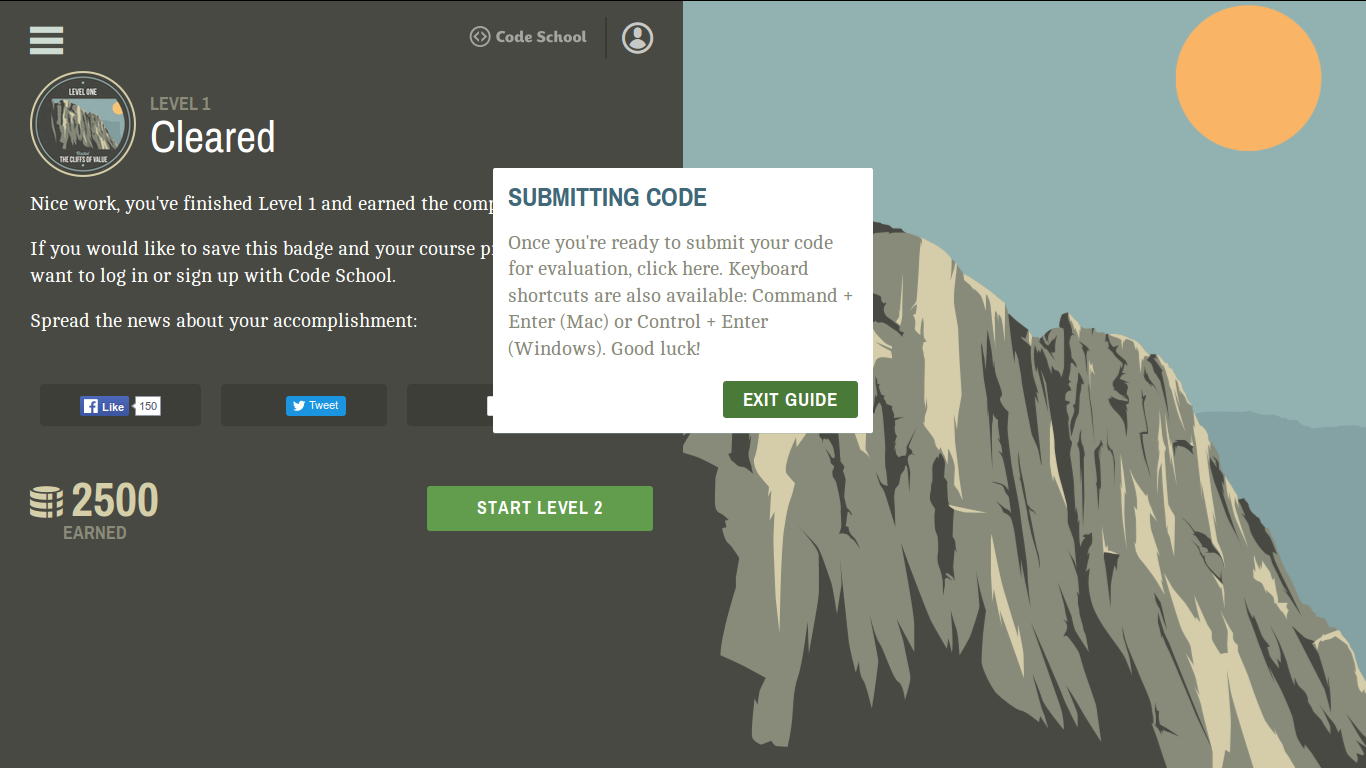 Code School
LEVEL ONE
THE CLIFFS OF VALUE
LEVEL 1
Cleared
Nice work, you've finished Level 1 and earned the
If you would like to save this badge and your course
want to log in or sign up with Code School.
Spread the news about your accomplishment:
Like 150
Tweet
2500
EARNED
START LEVEL 2
SUBMITTING CODE
Once you're ready to submit your code
for evaluation, click here. Keyboard
shortcuts are also available: Command +
Enter (Mac) or Control + Enter
(Windows). Good luck!
EXIT GUIDE